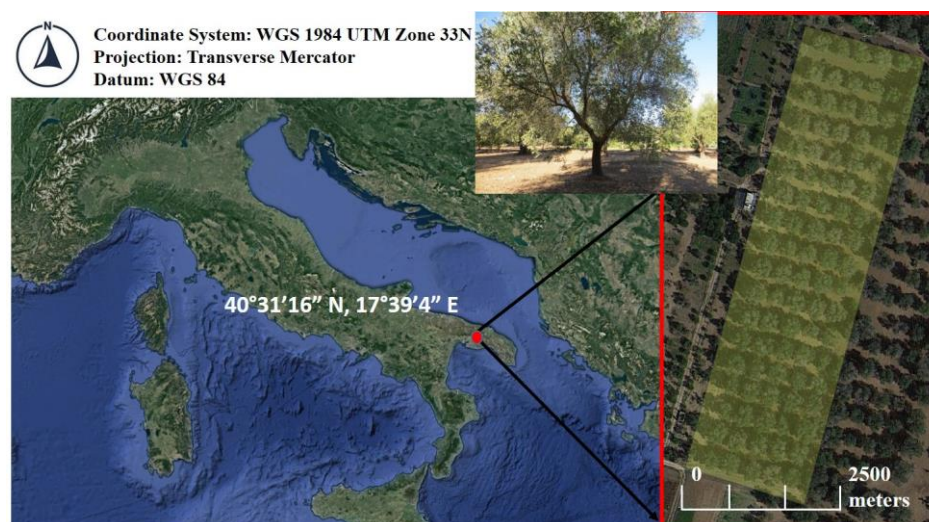 N
Coordinate System: WGS 1984 UTM Zone 33N
Projection: Transverse Mercator
Datum: WGS 84
40°31’16” N, 17°39’4” E
0 2500
meters